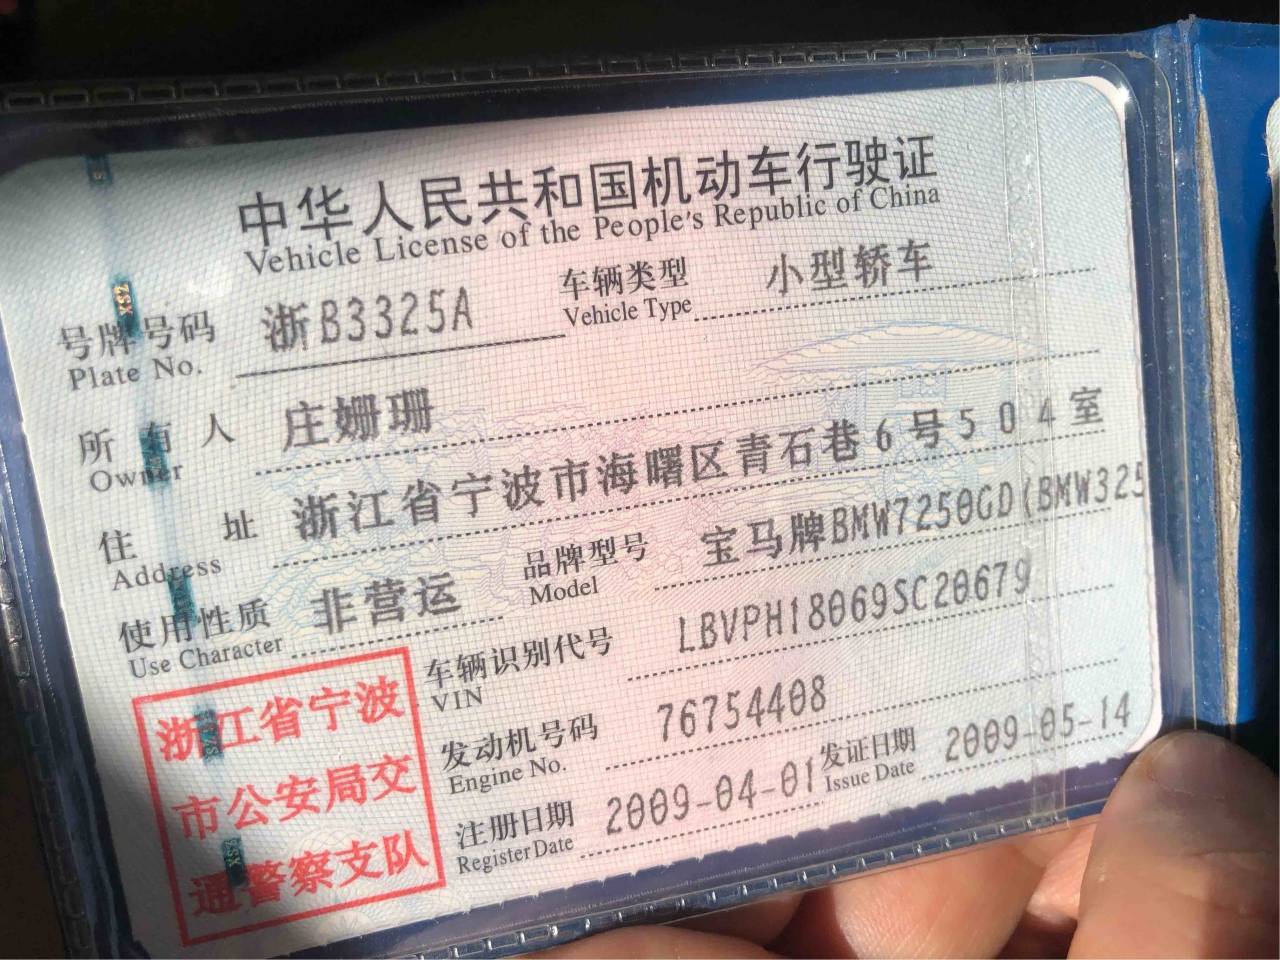 中华人民共和国机动车行驶证
Vehicle License of the People's Republic of China
号牌号码 浙B3325A 车辆类型 小型轿车
Plate No. Vehicle Type
所有人 庄姗珊
Owner
住址 浙江省宁波市海曙区青石巷6号504室
Address
使用性质 非营运 品牌型号 宝马牌BMW7250GD(BMW325
Use Character Model
车辆识别代号 LBVPH18069SC20679
VIN
发动机号码 76754408
Engine No.
注册日期 2009-04-01 发证日期 2009-05-14
Register Date Issue Date
浙江省宁波
市公安局交
通警察支队